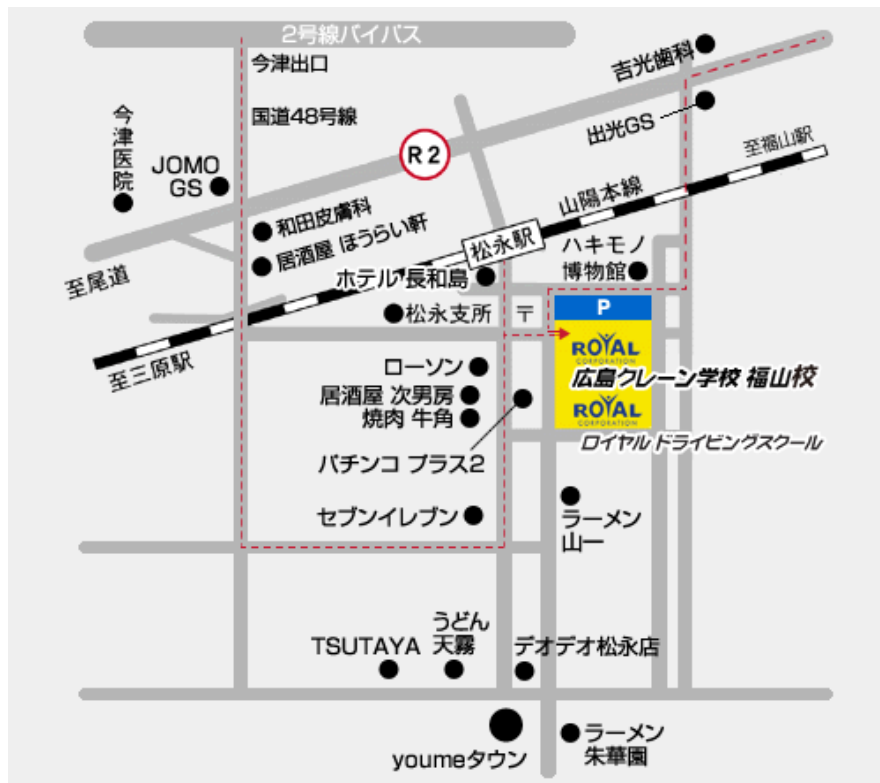 2号線バイパス
今津出口
国道48号線
吉光歯科
出光GS
至福山駅
今津医院
JOMO
GS
R2
山陽本線
和田皮膚科
居酒屋 ほうらい軒
松永駅
ハキモノ
博物館
至尾道
ホテル 長和島
松永支所
〒
P
至三原駅
ROYAL
CORPORATION
広島クレーン学校 福山校
ROYAL
CORPORATION
ロイヤルドライビングスクール
ローソン
居酒屋 次男房
焼肉 牛角
パチンコ プラス2
セブンイレブン
ラーメン
山一
うどん
天霧
TSUTAYA
デオデオ松永店
youmeタウン
ラーメン
朱華園